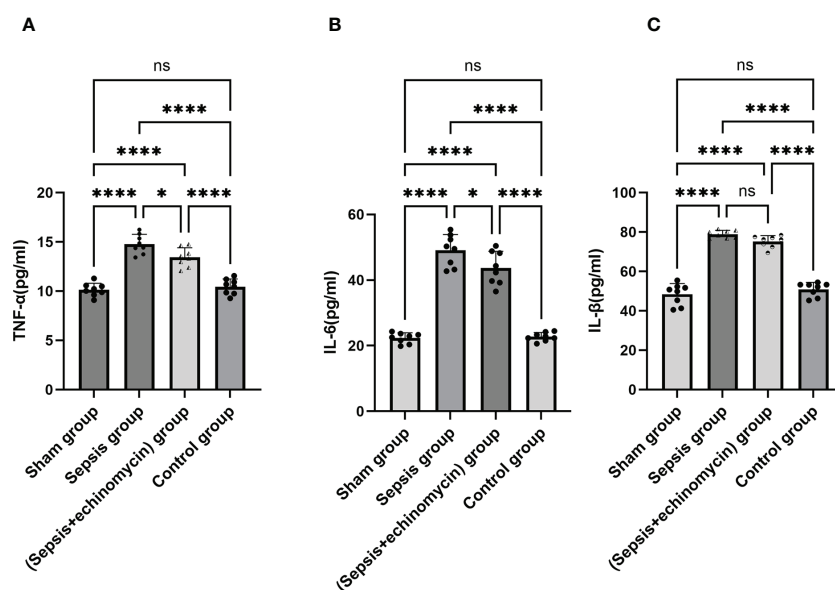 A
ns
****
****
**** * ****
20
15
10
5
0
TNF-α(pg/ml)
Sham group
Sepsis group
(Sepsis+echinomycin) group
Control group
B
ns
****
****
**** * ****
60
40
20
0
IL-6(pg/ml)
Sham group
Sepsis group
(Sepsis+echinomycin) group
Control group
C
ns
****
**** ****
**** ns
100
80
60
40
20
0
IL-β(pg/ml)
Sham group
Sepsis group
(Sepsis+echinomycin) group
Control group